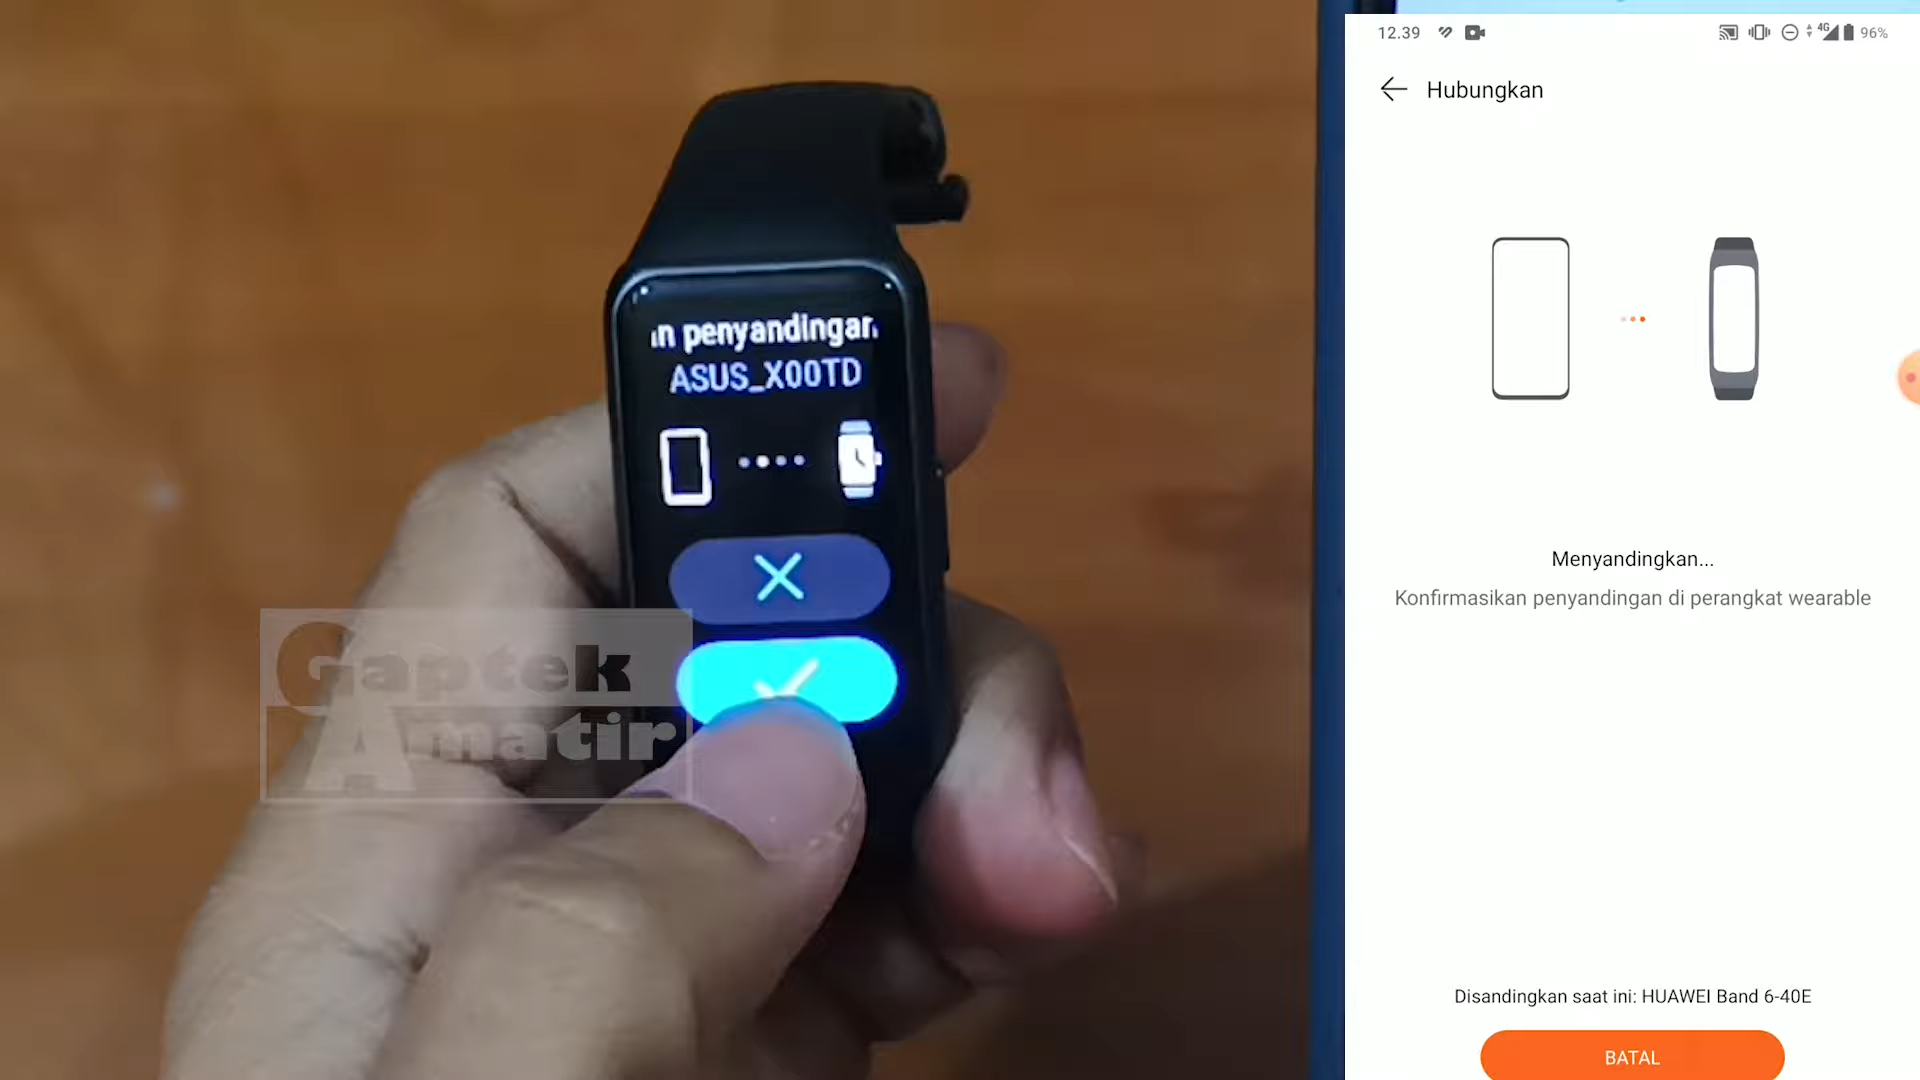 penyandingan
ASUS_X00TD
Gaptek
Amatir
12.39
4G
96%
Hubungkan
Menyandingkan...
Konfirmasikan penyandingan di perangkat wearable
Disandingkan saat ini: HUAWEI Band 6-40E
BATAL